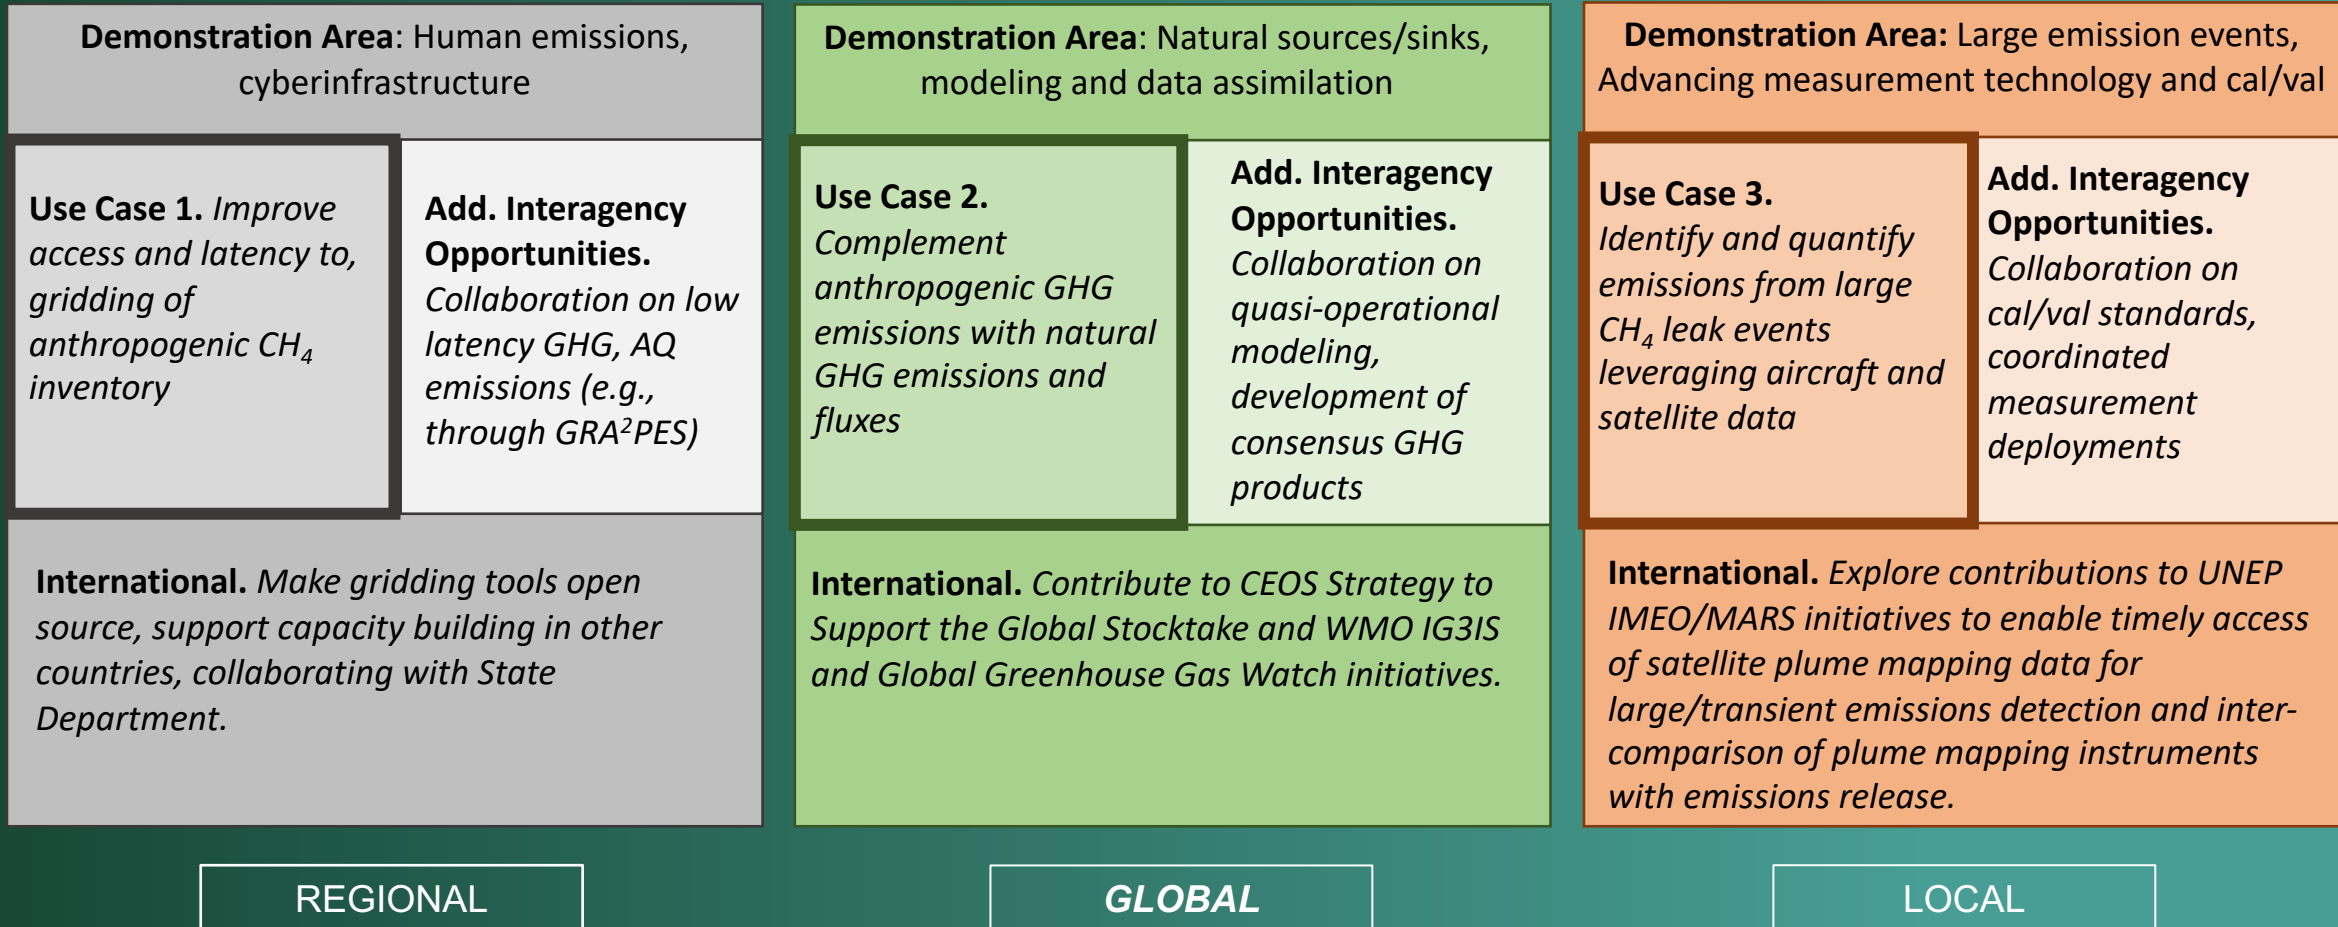 Demonstration Area: Human emissions,
cyberinfrastructure
Use Case 1. Improve
access and latency to,
gridding of
anthropogenic CH₄
inventory
Add. Interagency
Opportunities.
Collaboration on low
latency GHG, AQ
emissions (e.g.,
through GRA²PES)
International. Make gridding tools open
source, support capacity building in other
countries, collaborating with State
Department.
REGIONAL
Demonstration Area: Natural sources/sinks,
modeling and data assimilation
Use Case 2.
Complement
anthropogenic GHG
emissions with natural
GHG emissions and
fluxes
Add. Interagency
Opportunities.
Collaboration on
quasi-operational
modeling,
development of
consensus GHG
products
International. Contribute to CEOS Strategy to
Support the Global Stocktake and WMO IG3IS
and Global Greenhouse Gas Watch initiatives.
GLOBAL
Demonstration Area: Large emission events,
Advancing measurement technology and cal/val
Use Case 3.
Identify and quantify
emissions from large
CH₄ leak events
leveraging aircraft and
satellite data
Add. Interagency
Opportunities.
Collaboration on
cal/val standards,
coordinated
measurement
deployments
International. Explore contributions to UNEP
IMEO/MARS initiatives to enable timely access
of satellite plume mapping data for
large/transient emissions detection and inter-
comparison of plume mapping instruments
with emissions release.
LOCAL